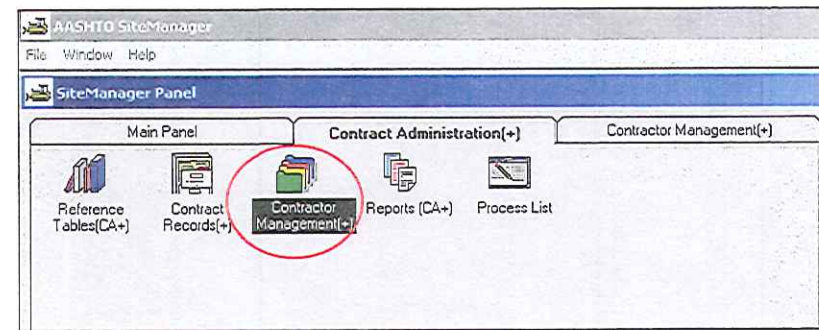 AASHTO SiteManager
File Window Help
SiteManager Panel
Main Panel Contract Administration(+) Contractor Management(+)
Reference Tables(CA+)
Contract Records(+)
Contractor Management(+)
Reports (CA+)
Process List